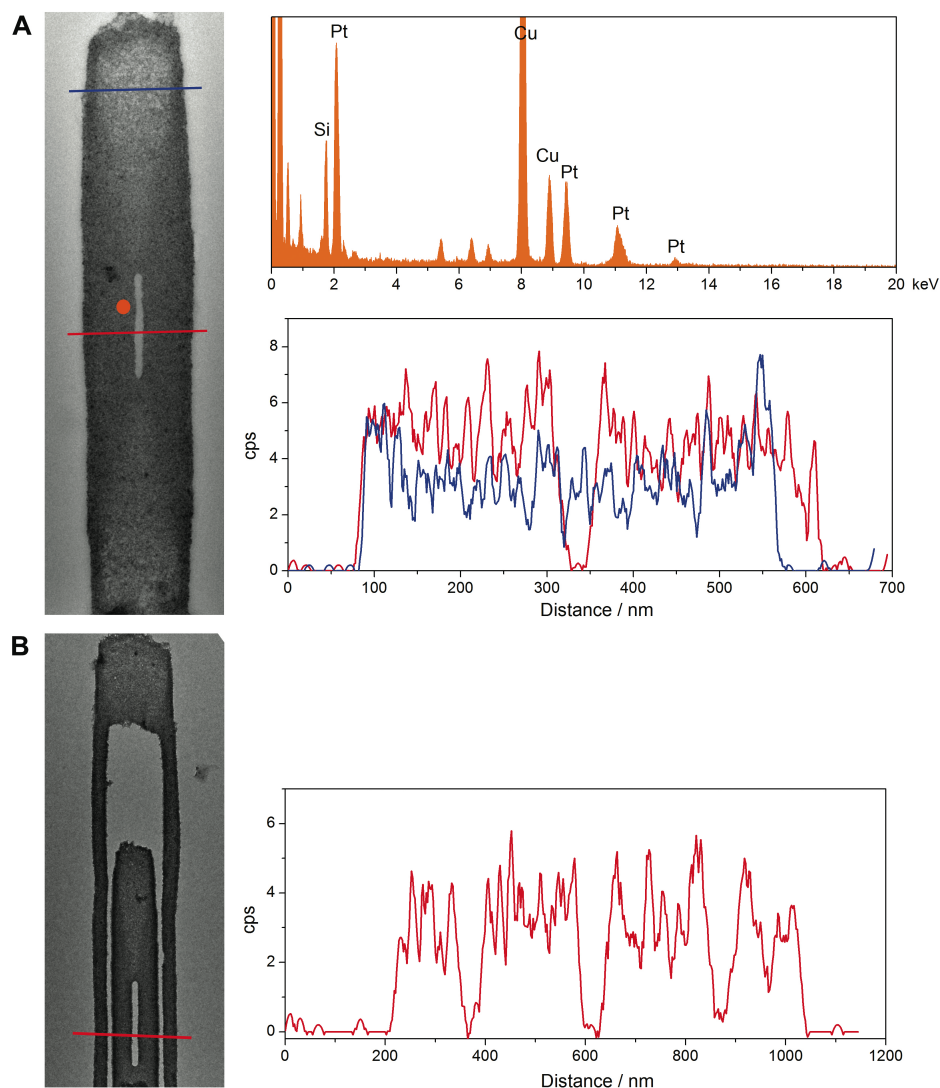 A
Pt
Cu
Si
Cu
Pt
Pt
Pt
0 2 4 6 8 10 12 14 16 18 20 keV
8
6
4
2
0
cps
0 100 200 300 400 500 600 700
Distance / nm
B
6
4
2
0
cps
0 200 400 600 800 1000 1200
Distance / nm